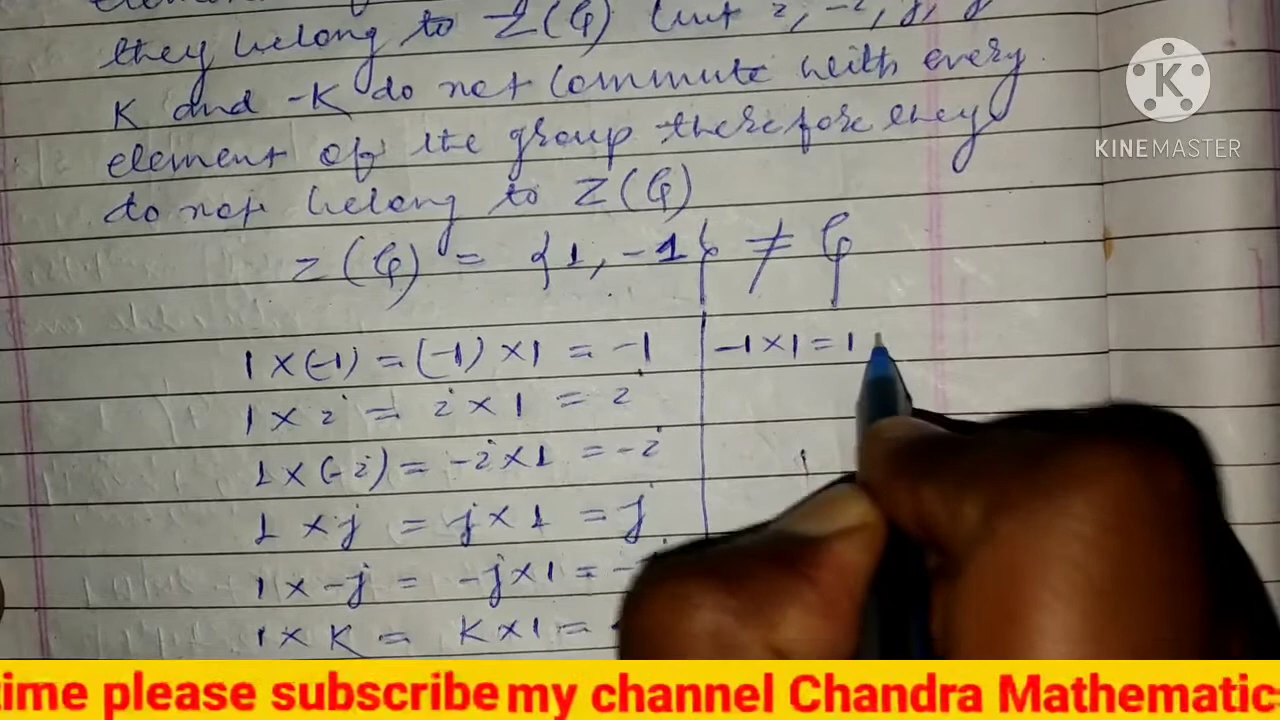 they belong to Z(G) but i, -i, j, 
K and -K do not commute with every
element of the group therefore they
do not belong to Z(G)
Z(G) = {1, -1} ≠ G
1 × (-1) = (-1) × 1 = -1
1 × i = i × 1 = i
1 × (-i) = -i × 1 = -i
1 × j = j × 1 = j
1 × -j = -j × 1 = -
1 × K = K × 1 =
-1 × 1 = 1
K
KINEMASTER
time please subscribe my channel Chandra Mathematic